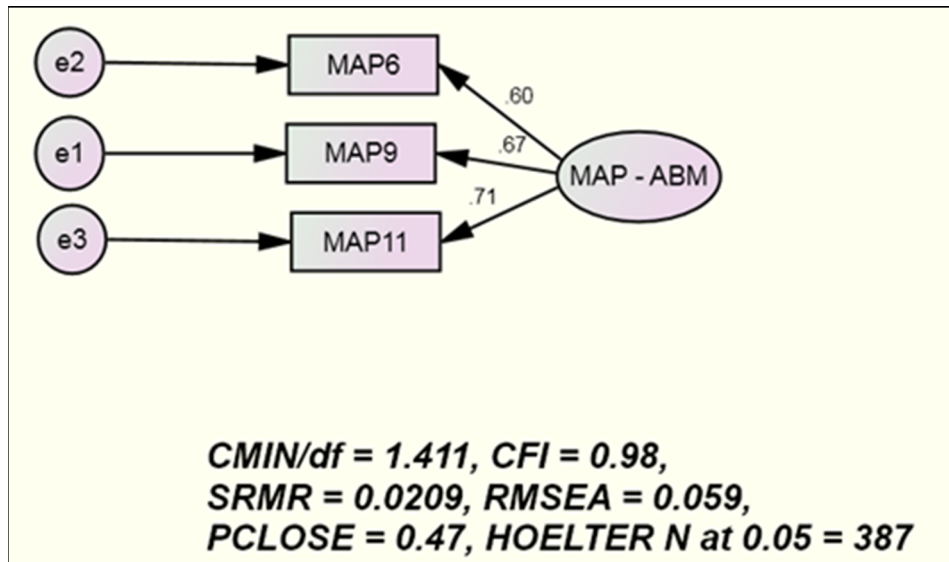 e2
MAP6
.60
e1
MAP9
.67
MAP - ABM
.71
e3
MAP11
CMIN/df = 1.411, CFI = 0.98,
SRMR = 0.0209, RMSEA = 0.059,
PCLOSE = 0.47, HOELTER N at 0.05 = 387